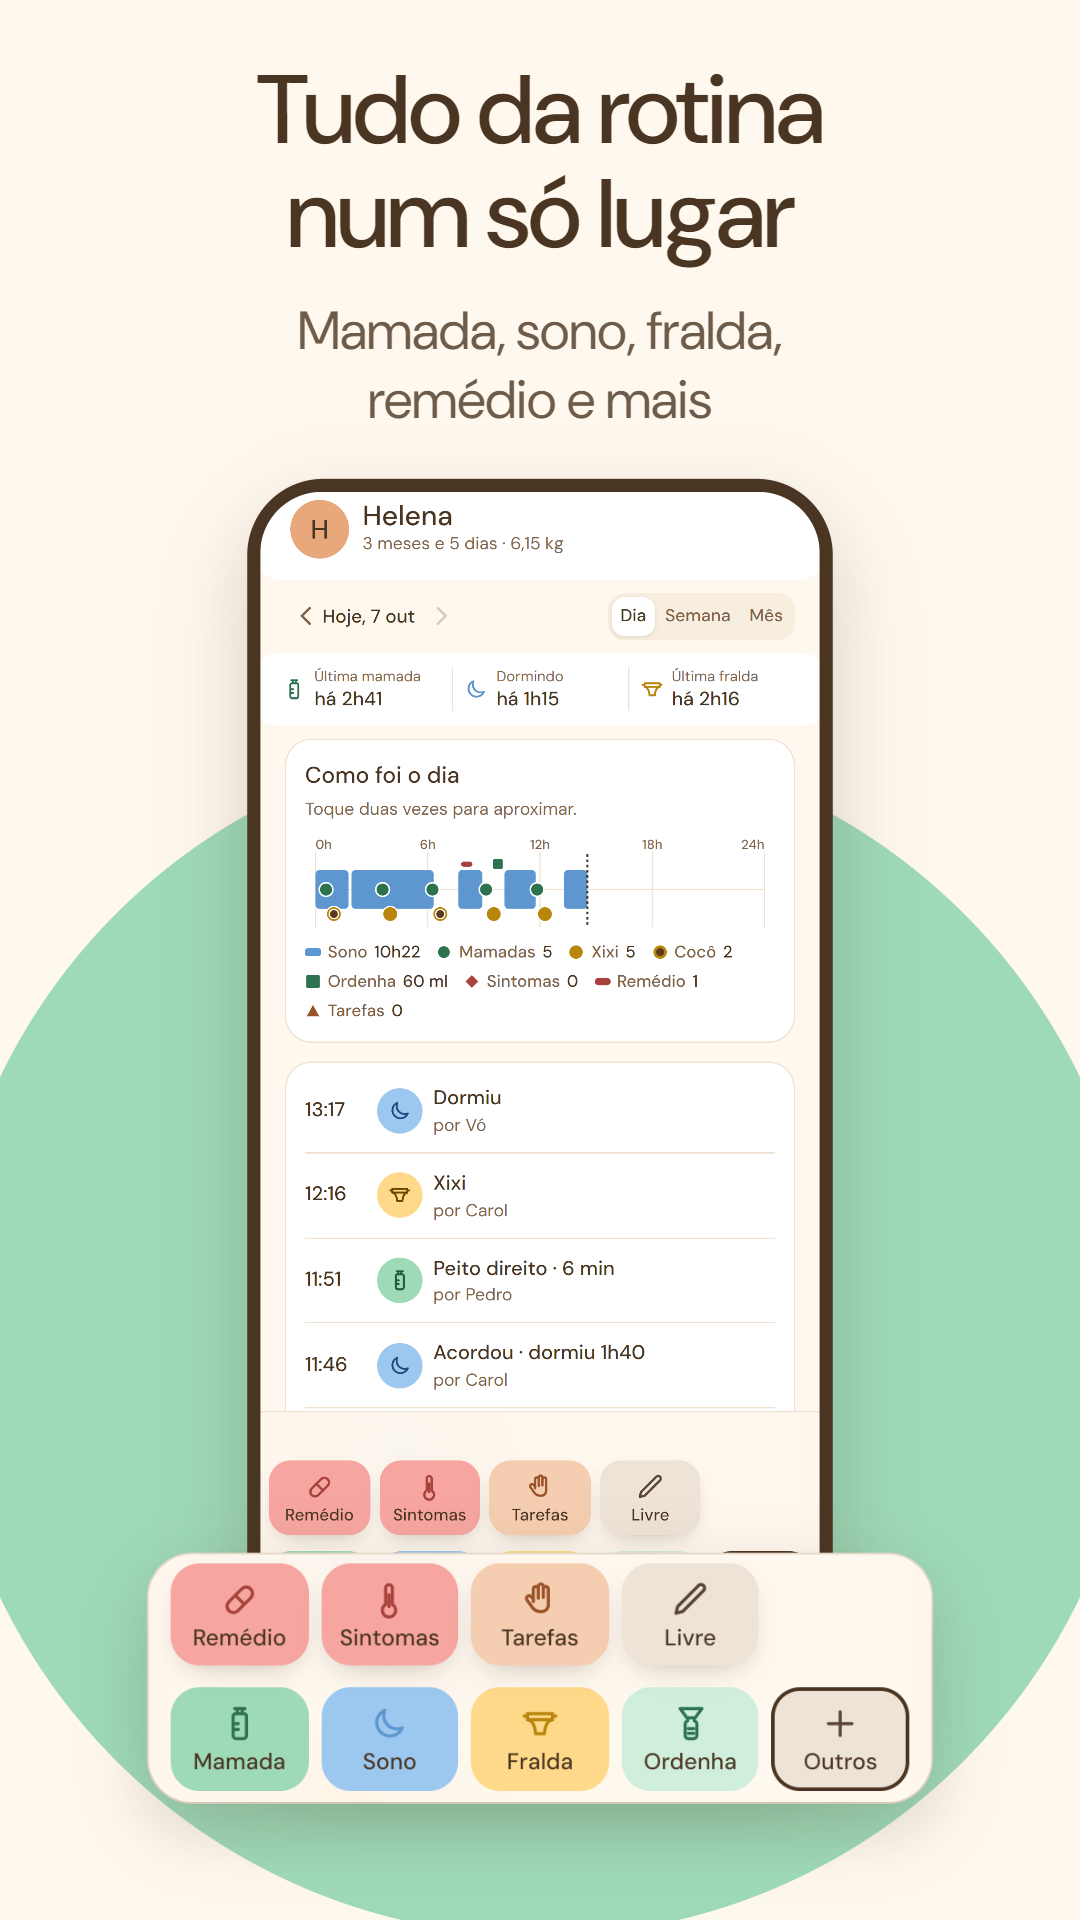 Tudo da rotina
num só lugar
Mamada, sono, fralda,
remédio e mais
H
Helena
3 meses e 5 dias · 6,15 kg
Hoje, 7 out
Dia Semana Mês
Última mamada
há 2h41
Dormindo
há 1h15
Última fralda
há 2h16
Como foi o dia
Toque duas vezes para aproximar.
0h 6h 12h 18h 24h
Sono 10h22 Mamadas 5 Xixi 5 Cocô 2
Ordenha 60 ml Sintomas 0 Remédio 1
Tarefas 0
13:17 Dormiu
por Vó
12:16 Xixi
por Carol
11:51 Peito direito · 6 min
por Pedro
11:46 Acordou · dormiu 1h40
por Carol
Remédio Sintomas Tarefas Livre
Remédio Sintomas Tarefas Livre
Mamada Sono Fralda Ordenha Outros